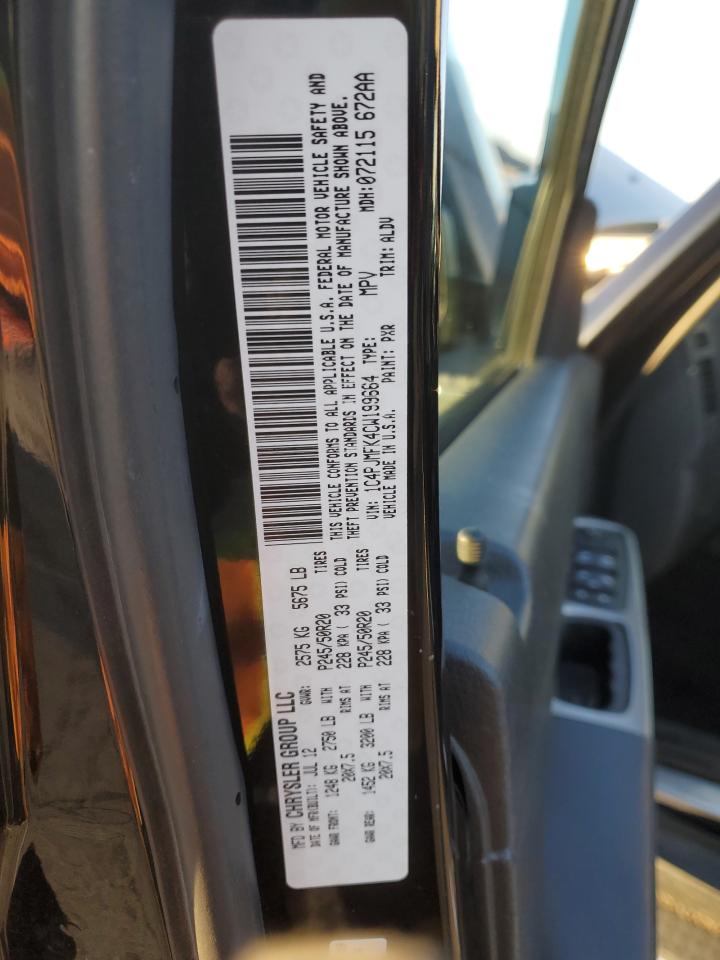 MFD BY CHRYSLER GROUP LLC
DATE OF MFR(BUILT): JUL 12 GVWR: 2575 KG 5675 LB
GAWR FRONT: 1248 KG 2750 LB WITH P245/50R20 TIRES
20X7.5 RIMS AT 228 KPA ( 33 PSI) COLD
GAWR REAR: 1452 KG 3200 LB WITH P245/50R20 TIRES
20X7.5 RIMS AT 228 KPA ( 33 PSI) COLD
THIS VEHICLE CONFORMS TO ALL APPLICABLE U.S.A. FEDERAL MOTOR VEHICLE SAFETY AND
THEFT PREVENTION STANDARDS IN EFFECT ON THE DATE OF MANUFACTURE SHOWN ABOVE.
VIN: 1C4PJMFK4CW199664 TYPE: MPV MDH:072115 672AA
VEHICLE MADE IN U.S.A. PAINT: PXR TRIM: ALDV